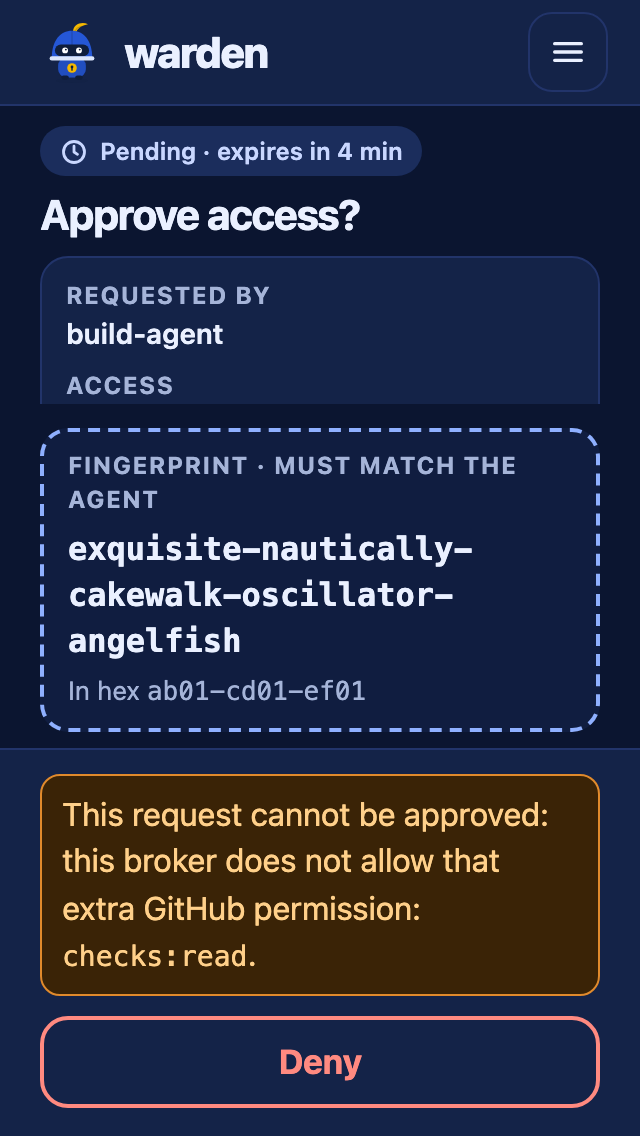 warden
Pending · expires in 4 min
Approve access?
REQUESTED BY
build-agent
ACCESS
FINGERPRINT · MUST MATCH THE
AGENT
exquisite-nautically-
cakewalk-oscillator-
angelfish
In hex ab01-cd01-ef01
This request cannot be approved:
this broker does not allow that
extra GitHub permission:
checks:read.
Deny